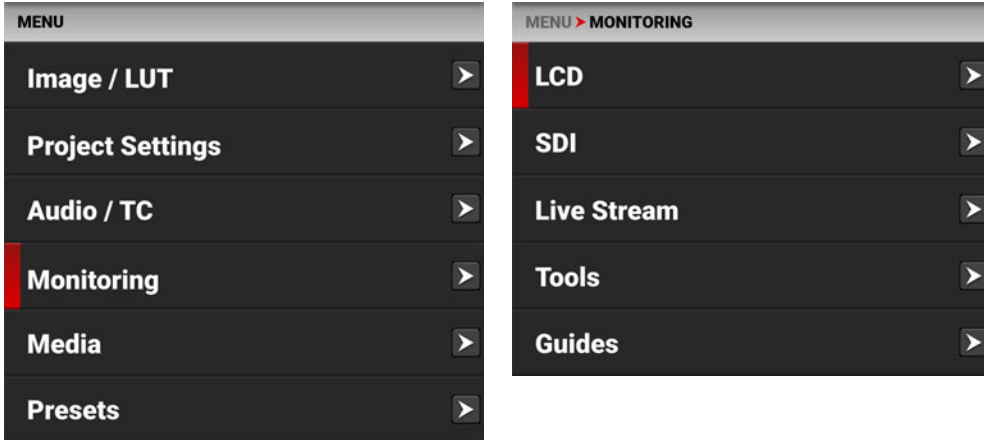 MENU
Image / LUT
Project Settings
Audio / TC
Monitoring
Media
Presets
MENU > MONITORING
LCD
SDI
Live Stream
Tools
Guides